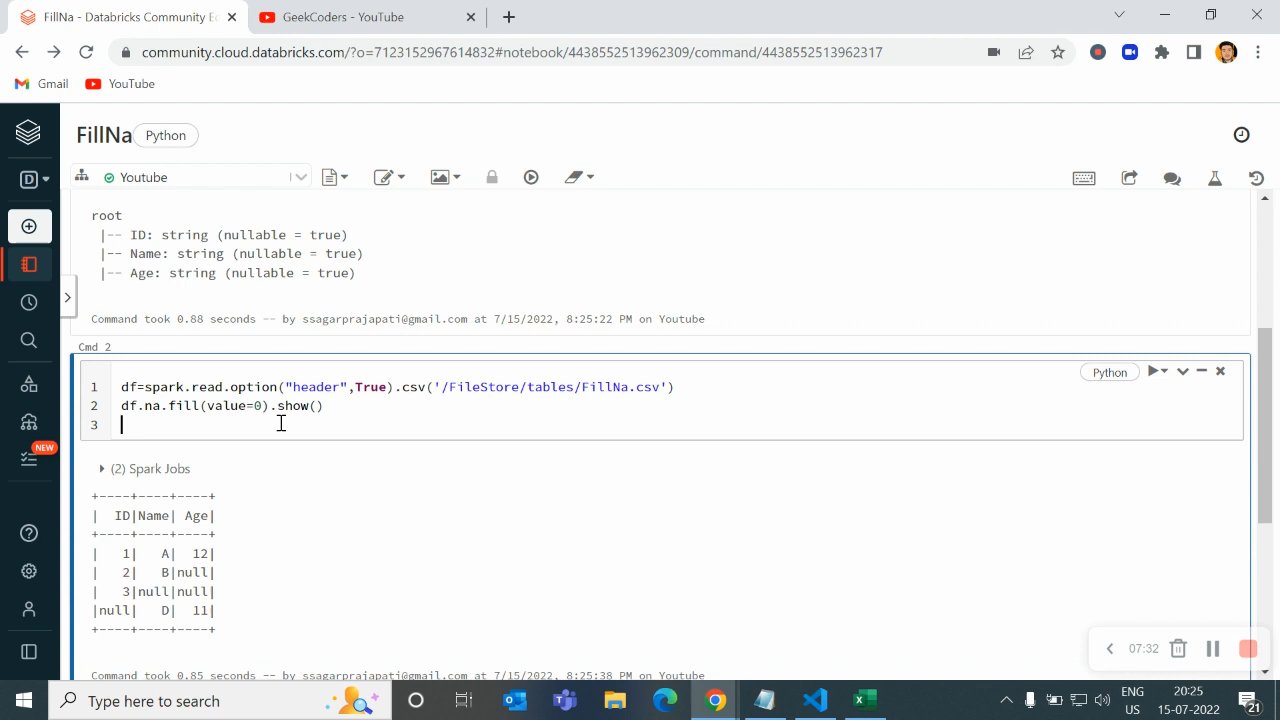 FillNa - Databricks Community Ec
GeekCoders - YouTube
community.cloud.databricks.com/?o=7123152967614832#notebook/4438552513962309/command/4438552513962317
Gmail
YouTube
FillNa
Python
D
Youtube
root
|-- ID: string (nullable = true)
|-- Name: string (nullable = true)
|-- Age: string (nullable = true)
Command took 0.88 seconds -- by ssagarprajapati@gmail.com at 7/15/2022, 8:25:22 PM on Youtube
Cmd 2
Python
1 df=spark.read.option("header",True).csv('/FileStore/tables/FillNa.csv')
2 df.na.fill(value=0).show()
3
NEW
(2) Spark Jobs
+----+----+----+
|  ID|Name| Age|
+----+----+----+
|   1|   A|  12|
|   2|   B|null|
|   3|null|null|
|null|   D|  11|
+----+----+----+
Command took 0.85 seconds -- by ssagarprajapati@gmail.com at 7/15/2022, 8:25:38 PM on Youtube
07:32
Type here to search
ENG
US
20:25
15-07-2022
21